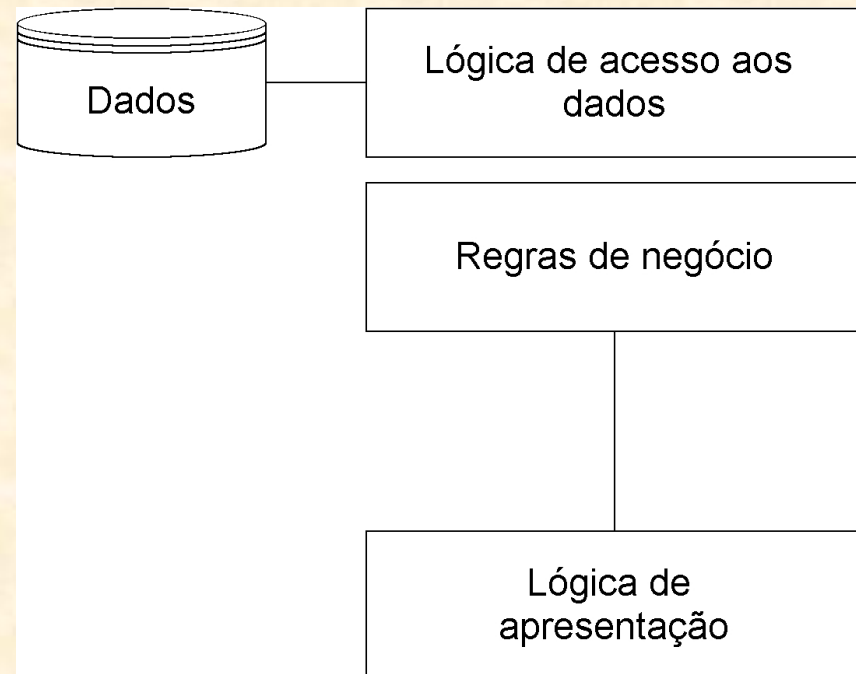 Dados
Lógica de acesso aos
dados
Regras de negócio
Lógica de
apresentação